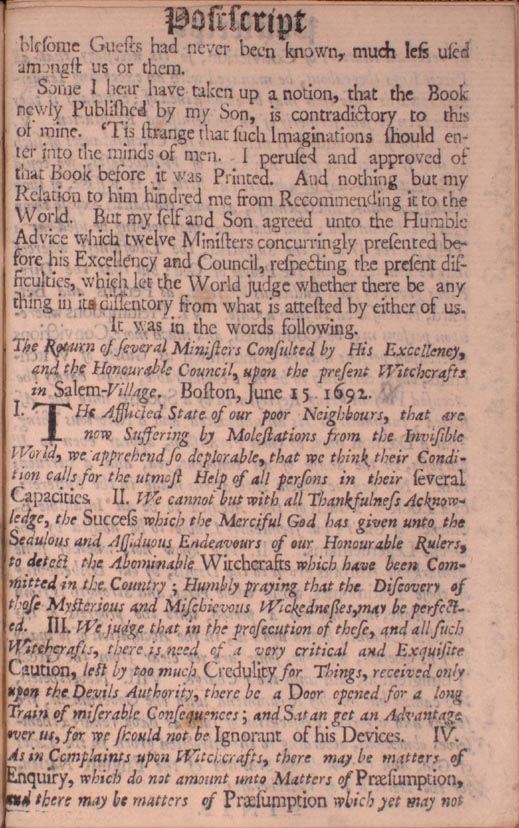 Postscript
blesome Guests had never been known, much less used
amongst us or them.
Some I hear have taken up a notion, that the Book
newly Published by my Son, is contradictory to this
of mine. 'Tis strange that such Imaginations should en-
ter into the minds of men. I perused and approved of
that Book before it was Printed. And nothing but my
Relation to him hindred me from Recommending it to the
World. But my self and Son agreed unto the Humble
Advice which twelve Ministers concurringly presented be-
fore his Excellency and Council, respecting the present dif-
ficulties, which let the World judge whether there be any
thing in its dissentory from what is attested by either of us.
It was in the words following.
The Return of several Ministers Consulted by His Excellency,
and the Honourable Council, upon the present Witchcrafts
in Salem-Village. Boston, June 15. 1692.
I. THe Afflicted State of our poor Neighbours, that are
now Suffering by Molestations from the Invisible
World, we apprehend so deplorable, that we think their Condi-
tion calls for the utmost Help of all persons in their several
Capacities. II. We cannot but with all Thankfulness Acknow-
ledge, the Success which the Merciful God has given unto the
Sedulous and Assiduous Endeavours of our Honourable Rulers,
to detect the Abominable Witchcrafts which have been Com-
mitted in the Country; Humbly praying that the Discovery of
those Mysterious and Mischievous Wickednesses, may be perfect-
ed. III. We judge that in the prosecution of these, and all such
Witchcrafts, there is need of a very critical and Exquisite
Caution, lest by too much Credulity for Things, received only
upon the Devils Authority, there be a Door opened for a long
Train of miserable Consequences; and Satan get an Advantage
over us, for we should not be Ignorant of his Devices. IV.
As in Complaints upon Witchcrafts, there may be matters of
Enquiry, which do not amount unto Matters of Præsumption,
and there may be matters of Præsumption which yet may not